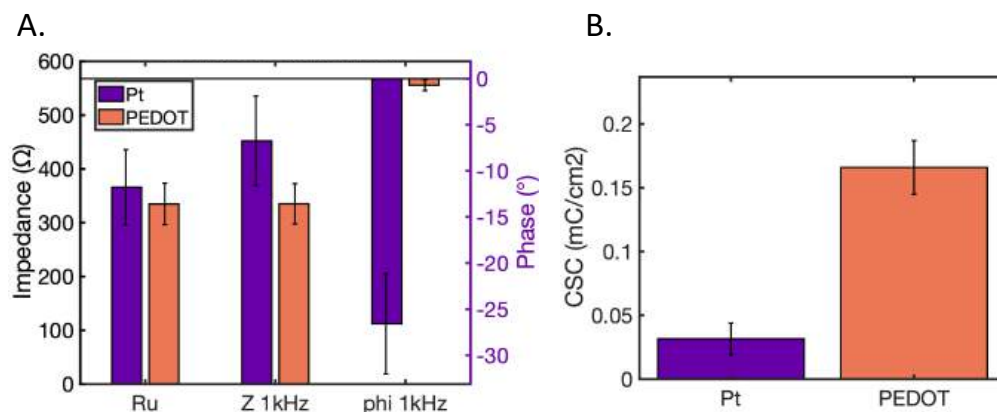 A.
B.
600
500
400
300
200
100
0
Impedance (Ω)
Pt
PEDOT
Ru
Z 1kHz
phi 1kHz
0
-5
-10
-15
-20
-25
-30
Phase (°)
0.2
0.15
0.1
0.05
0
CSC (mC/cm2)
Pt
PEDOT